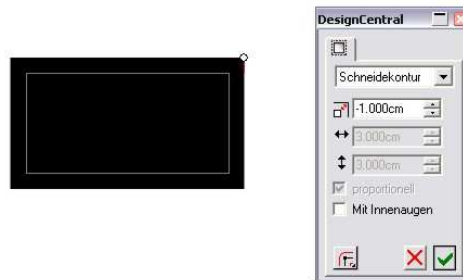 DesignCentral
Schneidekontur
-1.000cm
3.000cm
3.000cm
proportionell
Mit Innenaugen